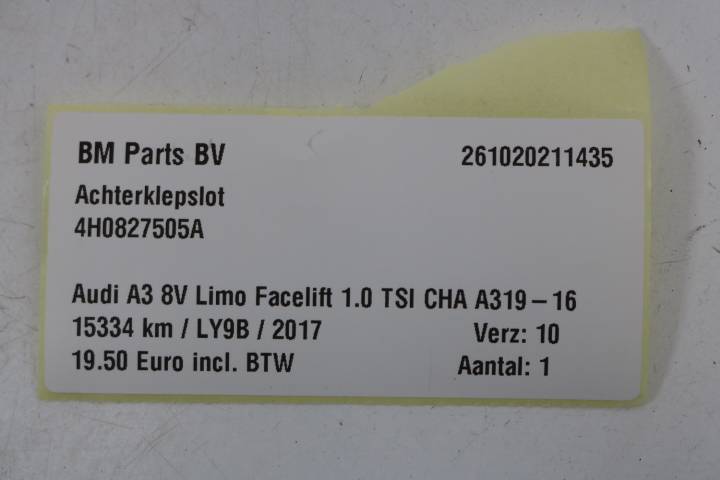 BM Parts BV 261020211435
Achterklepslot
4H0827505A
Audi A3 8V Limo Facelift 1.0 TSI CHA A319-16
15334 km / LY9B / 2017 Verz: 10
19.50 Euro incl. BTW Aantal: 1